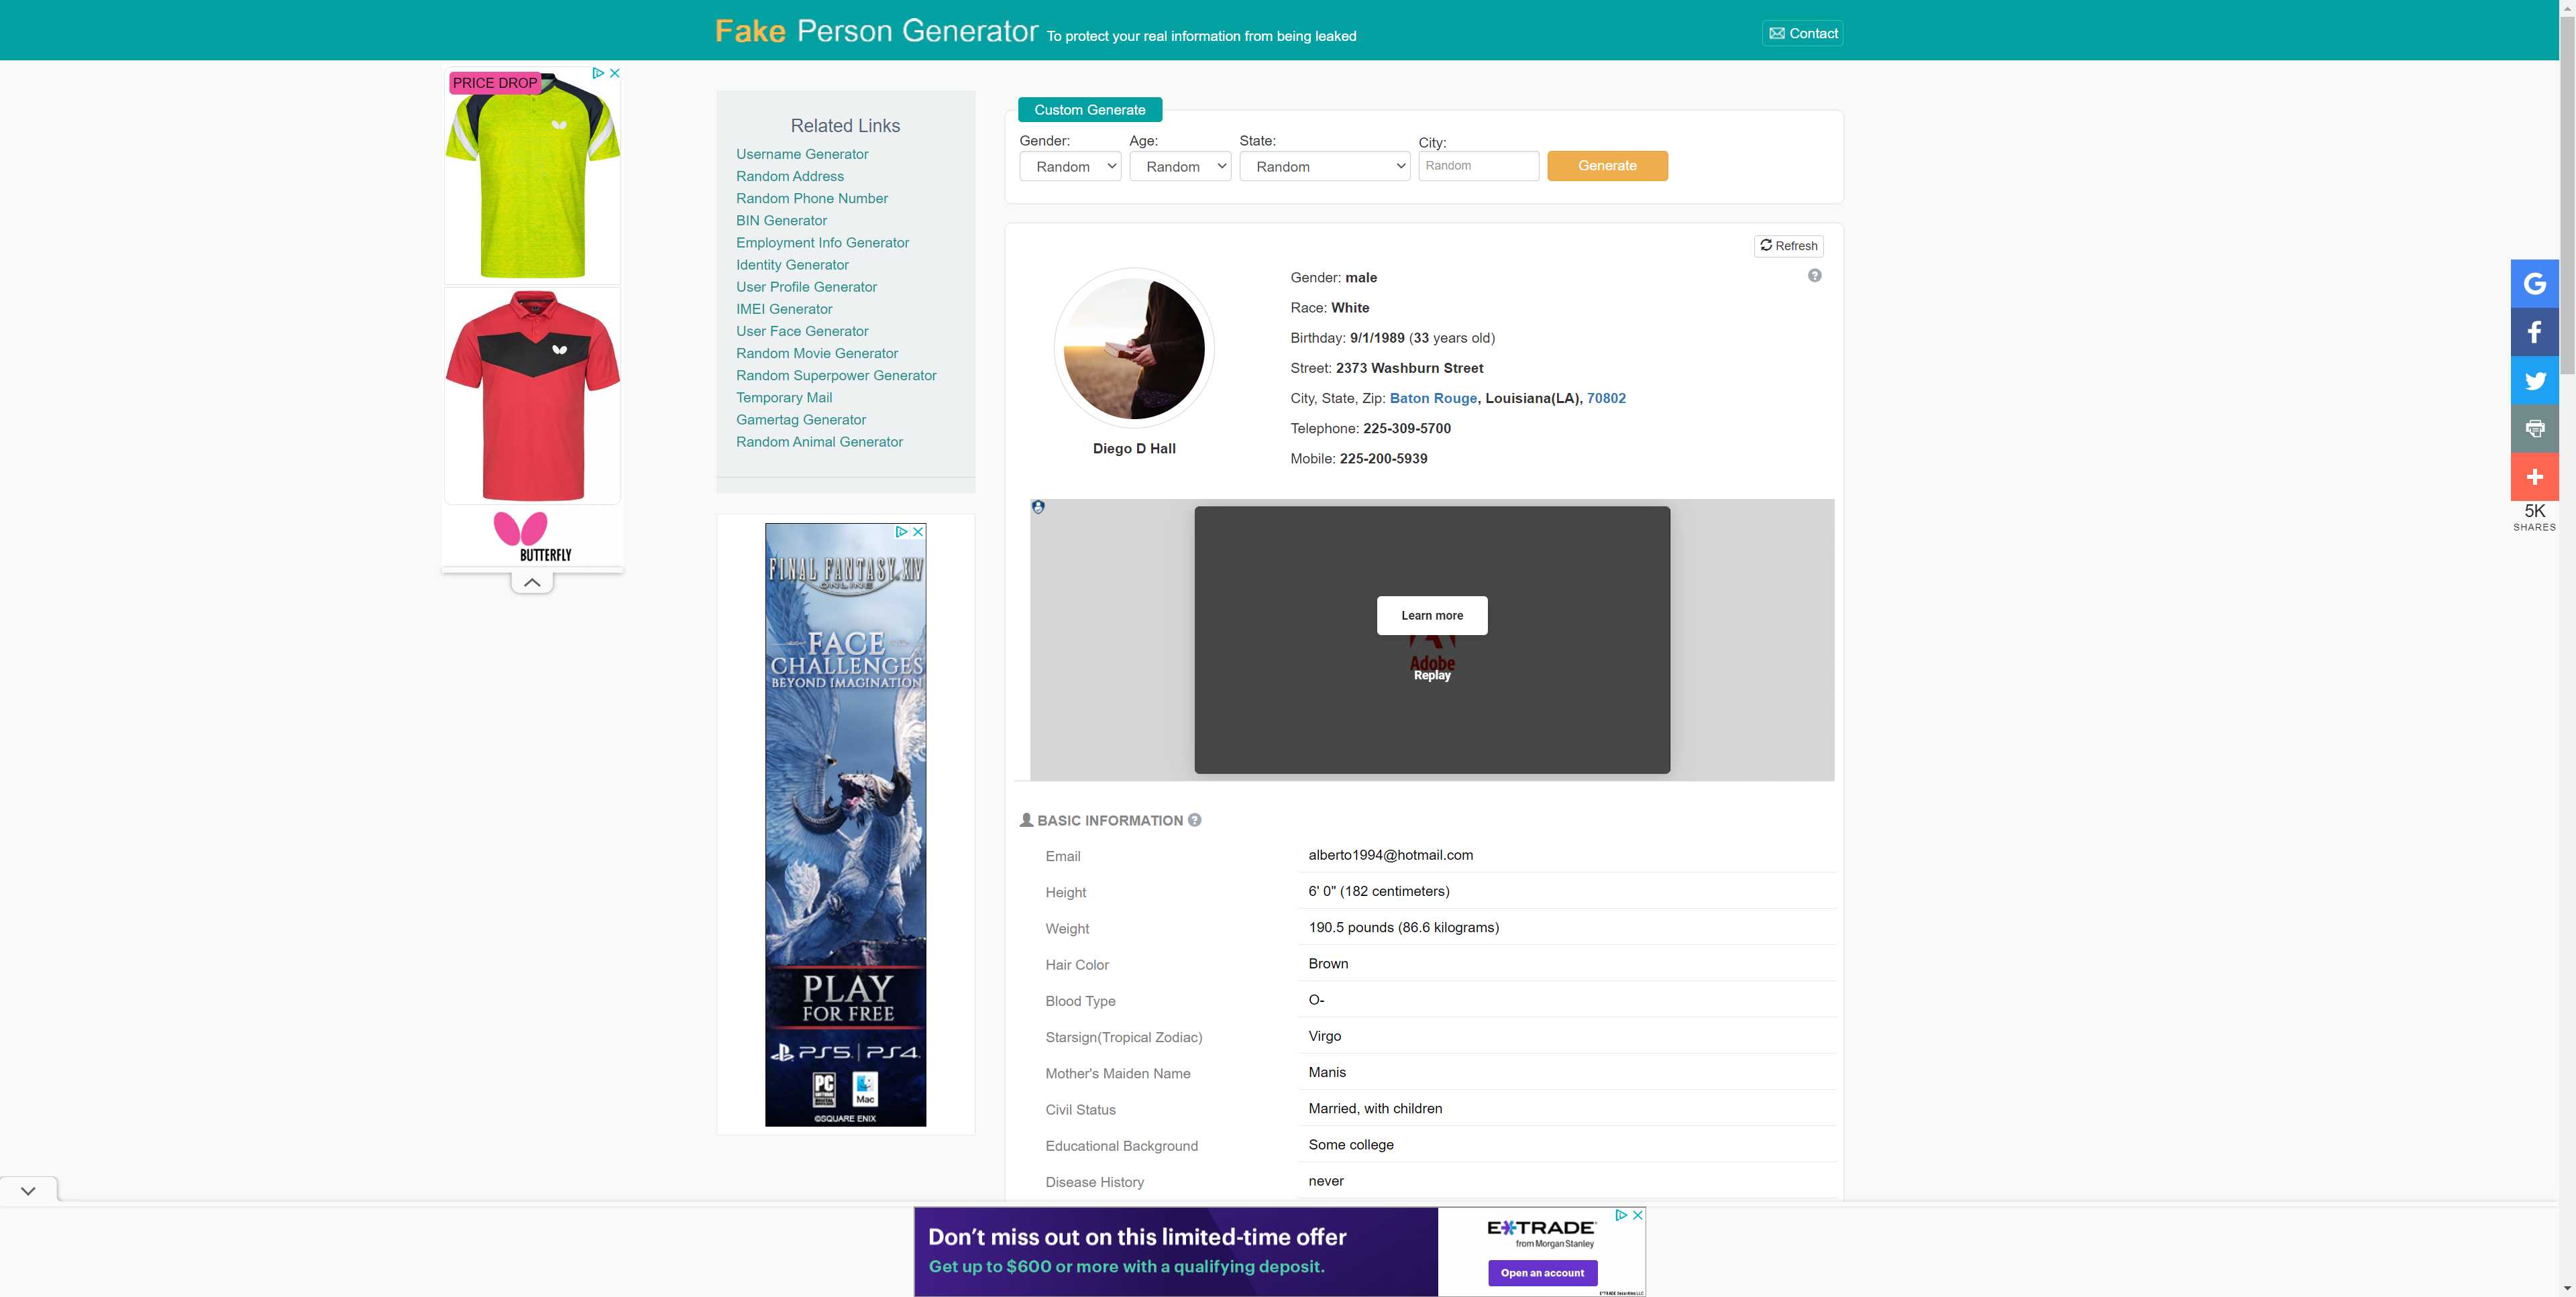 Fake Person Generator To protect your real information from being leaked
Contact
PRICE DROP
BUTTERFLY
Related Links
Username Generator
Random Address
Random Phone Number
BIN Generator
Employment Info Generator
Identity Generator
User Profile Generator
IMEI Generator
User Face Generator
Random Movie Generator
Random Superpower Generator
Temporary Mail
Gamertag Generator
Random Animal Generator
FINAL FANTASY XIV
ONLINE
FACE
CHALLENGES
BEYOND IMAGINATION
PLAY
FOR FREE
PS5 | PS4
PC
Mac
©SQUARE ENIX
Custom Generate
Gender: Age: State: City:
Random Random Random Random Generate
Refresh
Diego D Hall
Gender: male
Race: White
Birthday: 9/1/1989 (33 years old)
Street: 2373 Washburn Street
City, State, Zip: Baton Rouge, Louisiana(LA), 70802
Telephone: 225-309-5700
Mobile: 225-200-5939
Learn more
Adobe
Replay
BASIC INFORMATION
Email alberto1994@hotmail.com
Height 6' 0" (182 centimeters)
Weight 190.5 pounds (86.6 kilograms)
Hair Color Brown
Blood Type O-
Starsign(Tropical Zodiac) Virgo
Mother's Maiden Name Manis
Civil Status Married, with children
Educational Background Some college
Disease History never
5K
SHARES
Don't miss out on this limited-time offer
Get up to $600 or more with a qualifying deposit.
E*TRADE
from Morgan Stanley
Open an account
E*TRADE Securities LLC